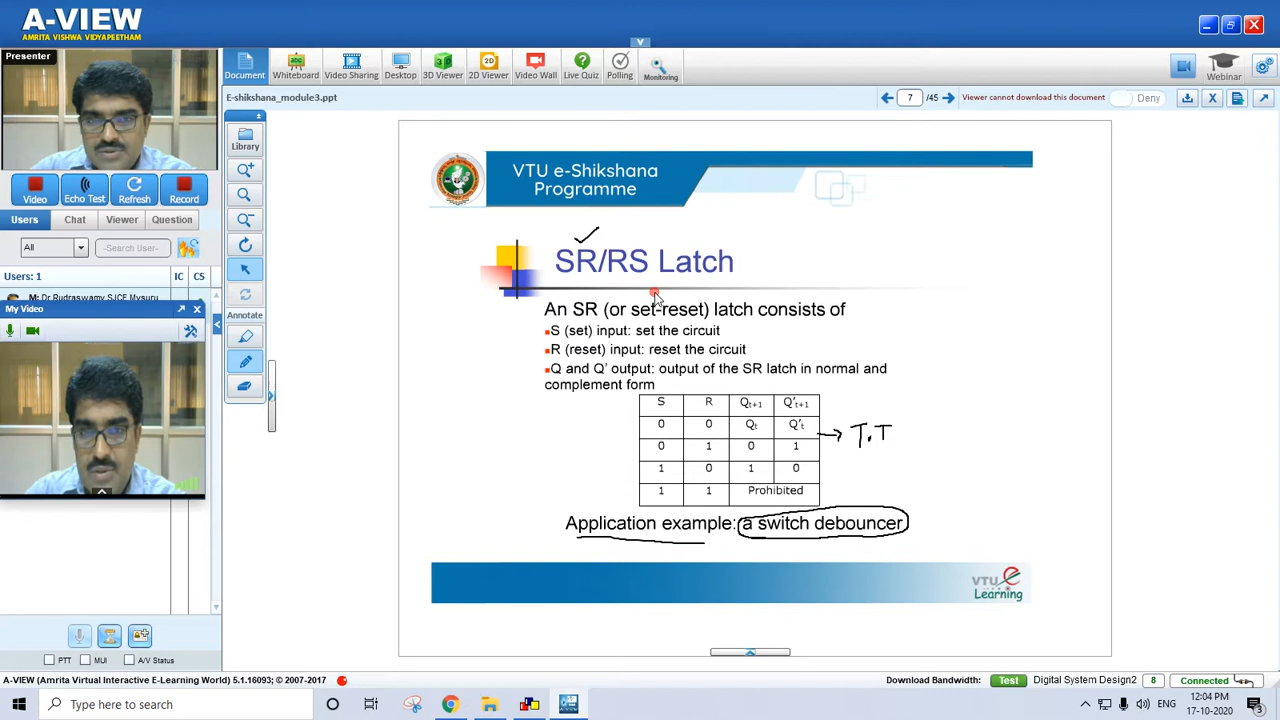 A-VIEW
AMRITA VISHWA VIDYAPEETHAM
Presenter
Document
Whiteboard
Video Sharing
Desktop
3D Viewer
2D Viewer
Video Wall
Live Quiz
Polling
Monitoring
Webinar
E-shikshana_module3.ppt
7 /45
Viewer cannot download this document
Deny
Video
Echo Test
Refresh
Record
Users
Chat
Viewer
Question
All
-Search User-
Users: 1
IC CS
M: Dr Rudraswamy SJCE Mysuru
My Video
Library
Annotate
VTU e-Shikshana
Programme
SR/RS Latch
An SR (or set-reset) latch consists of
S (set) input: set the circuit
R (reset) input: reset the circuit
Q and Q' output: output of the SR latch in normal and
complement form
S R Qt+1 Q't+1
0 0 Qt Q't
0 1 0 1
1 0 1 0
1 1 Prohibited
T.T
Application example: a switch debouncer
VTU e
Learning
PTT MUI A/V Status
A-VIEW (Amrita Virtual Interactive E-Learning World) 5.1.16093; © 2007-2017
Download Bandwidth: Test Digital System Design2 8 Connected
Type here to search
ENG
12:04 PM
17-10-2020
3